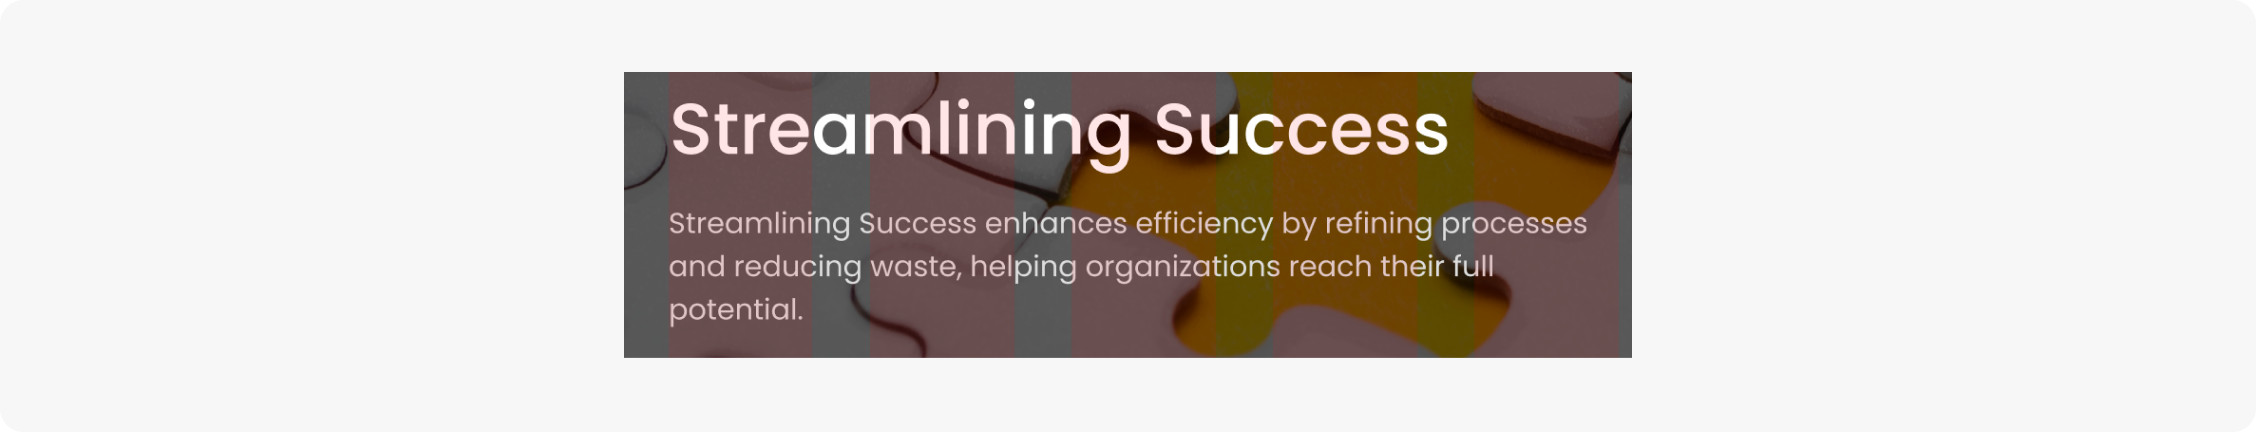 Streamlining Success
Streamlining Success enhances efficiency by refining processes
and reducing waste, helping organizations reach their full
potential.